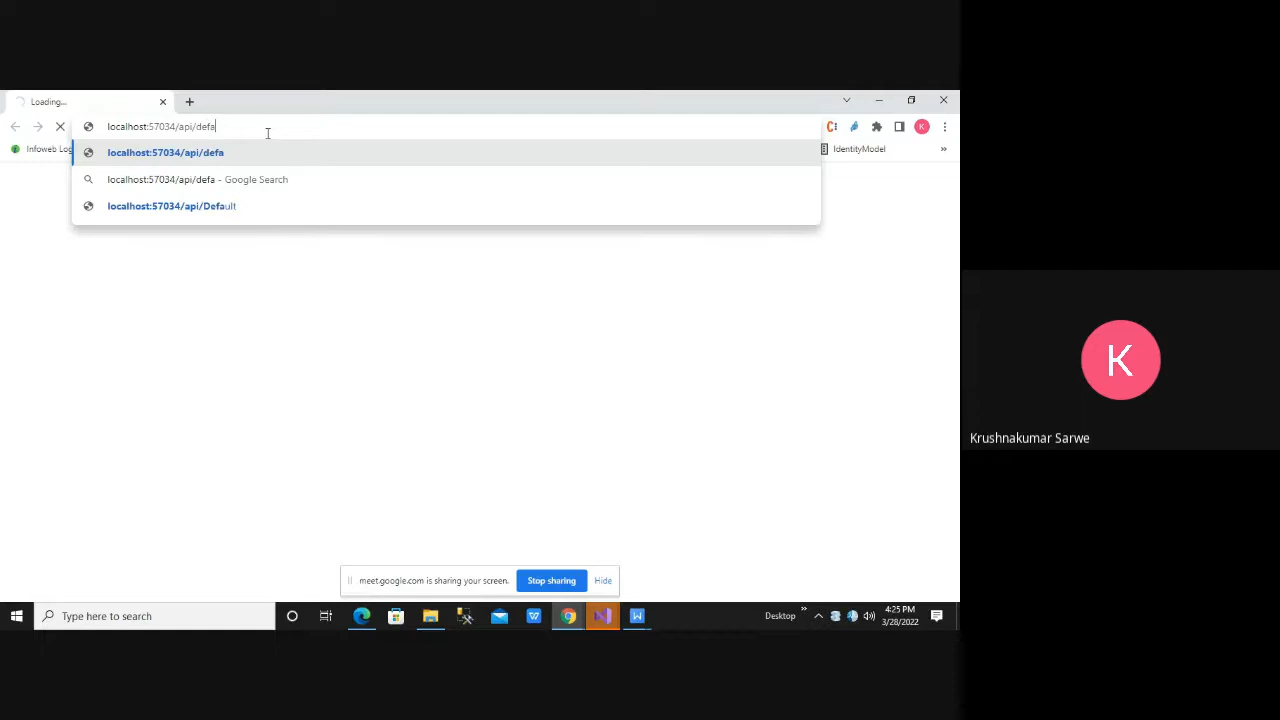 Loading...
localhost:57034/api/defa
Infoweb Log
IdentityModel
»
localhost:57034/api/defa
localhost:57034/api/defa - Google Search
localhost:57034/api/Default
K
K
Krushnakumar Sarwe
meet.google.com is sharing your screen.
Stop sharing
Hide
Type here to search
Desktop
4:25 PM
3/28/2022